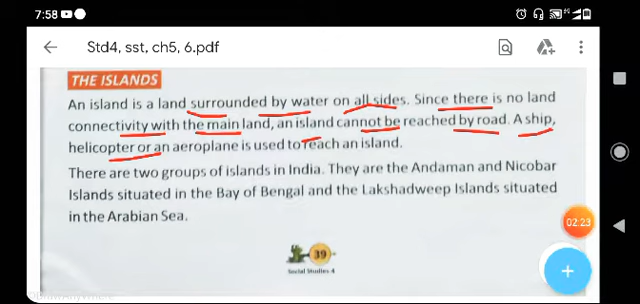 7:58
Std4, sst, ch5, 6.pdf
THE ISLANDS
An island is a land surrounded by water on all sides. Since there is no land
connectivity with the main land, an island cannot be reached by road. A ship,
helicopter or an aeroplane is used to reach an island.
There are two groups of islands in India. They are the Andaman and Nicobar
Islands situated in the Bay of Bengal and the Lakshadweep Islands situated
in the Arabian Sea.
02:23
39
Social Studies 4